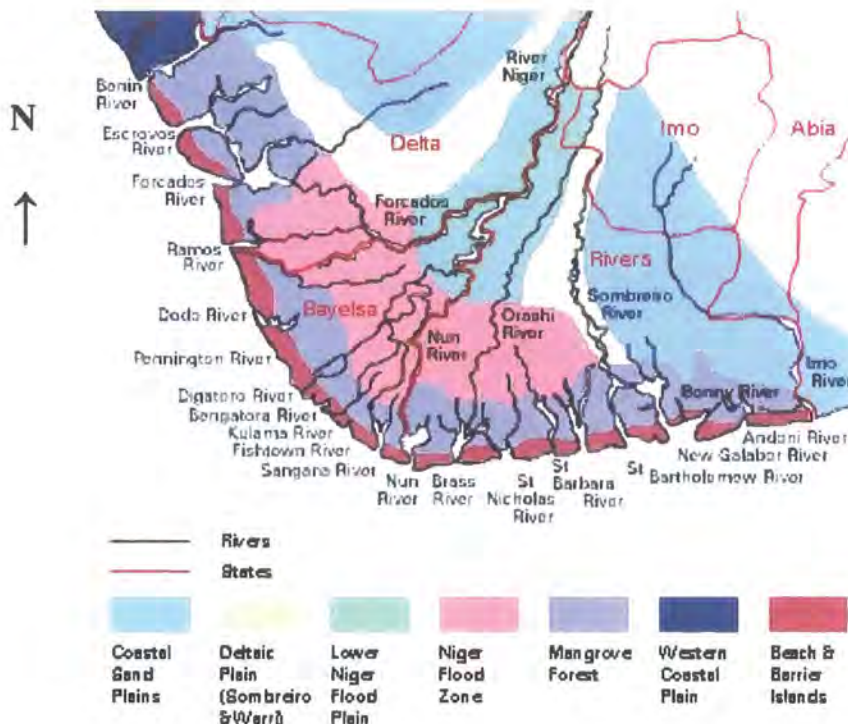 N
River
Niger
Benin
River
Escravos
River
Delta
Imo
Abia
Forcados
River
Forcados
River
Ramos
River
Rivers
Sombreiro
River
Bayelsa
Dodo River
Orashi
River
Nun
River
Pennington River
Imo
River
Digatoro River
Bengatora River
Bonny River
Kulama River
Fishtown River
Sangana River
Andoni River
New Calabar River
St Bartholomew River
Nun
River
Brass
River
St
Nicholas
River
St
Barbara
River
Rivers
States
Coastal
Sand
Plains
Deltaic
Plain
(Sombreiro
& Warri)
Lower
Niger
Flood
Plain
Niger
Flood
Zone
Mangrove
Forest
Western
Coastal
Plain
Beach &
Barrier
Islands